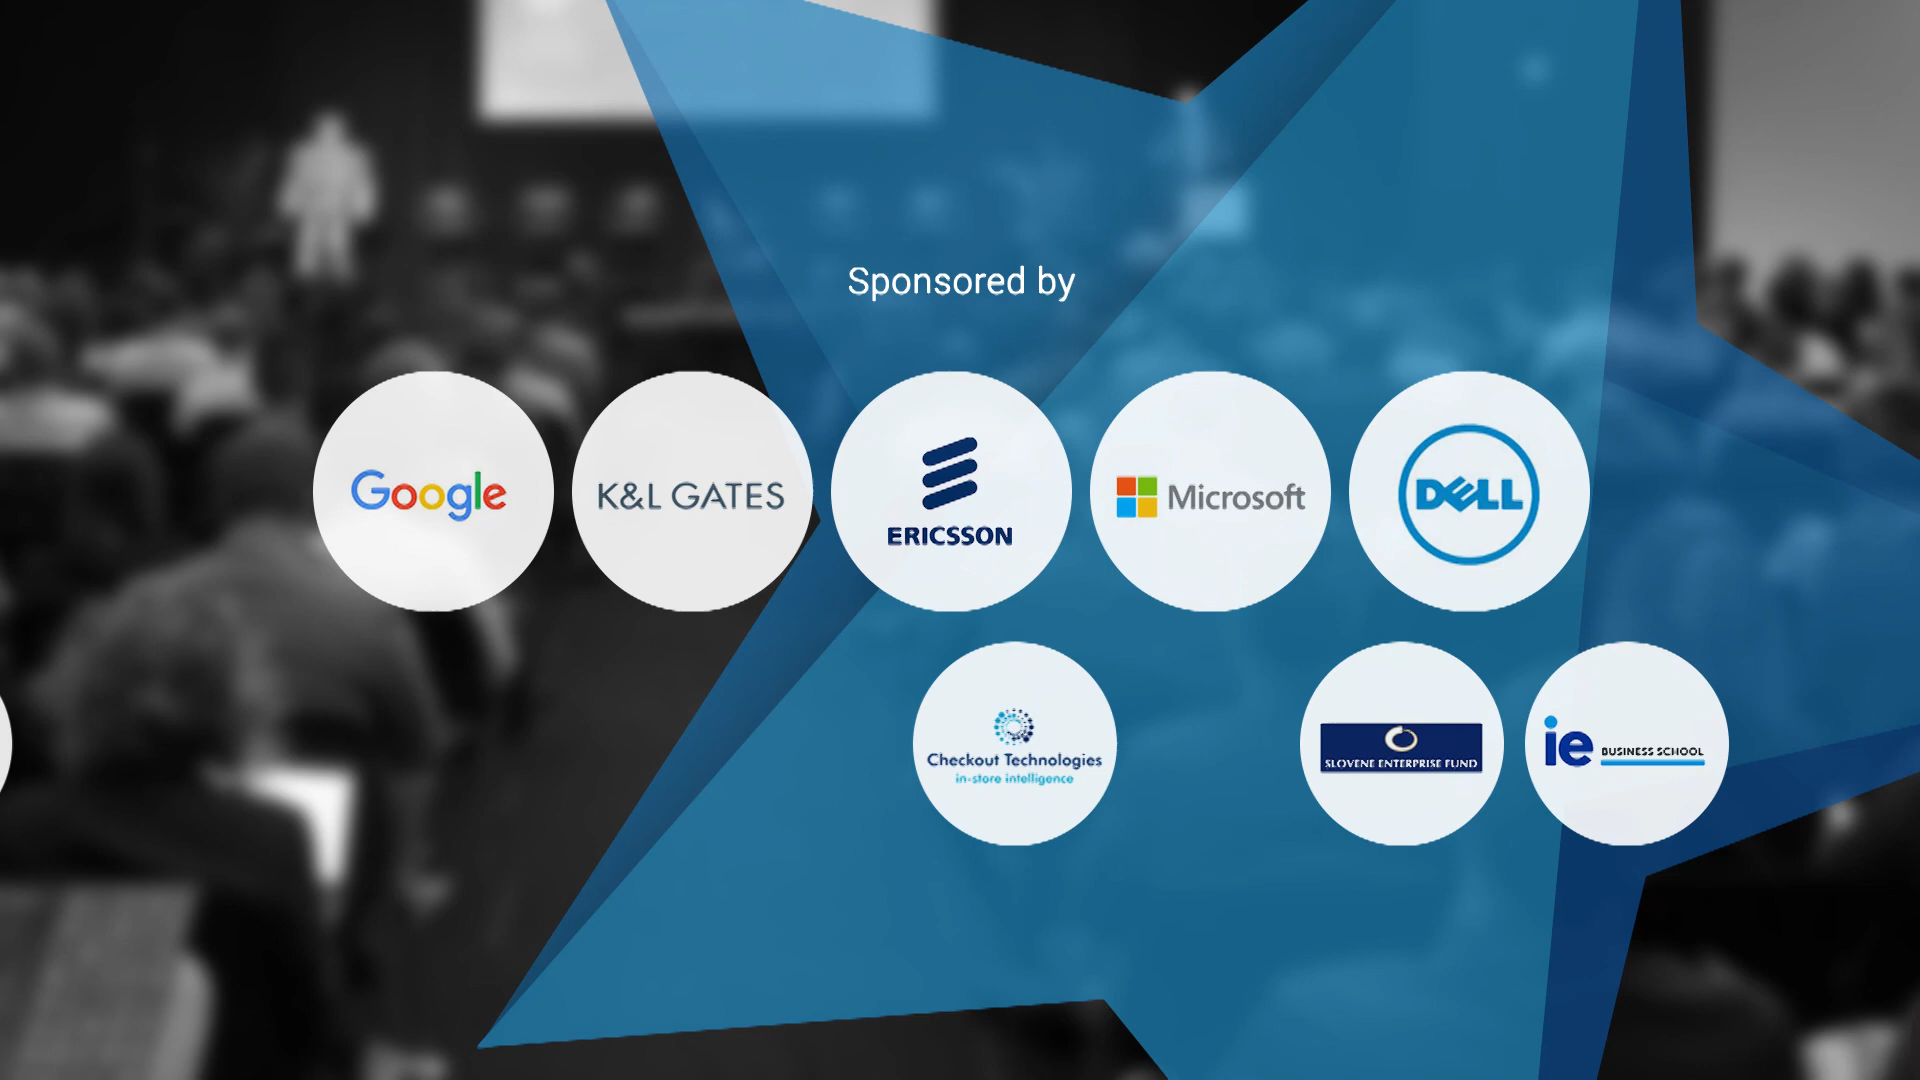 Sponsored by
Google
K&L GATES
ERICSSON
Microsoft
DELL
Checkout Technologies
in-store intelligence
SLOVENE ENTERPRISE FUND
ie BUSINESS SCHOOL